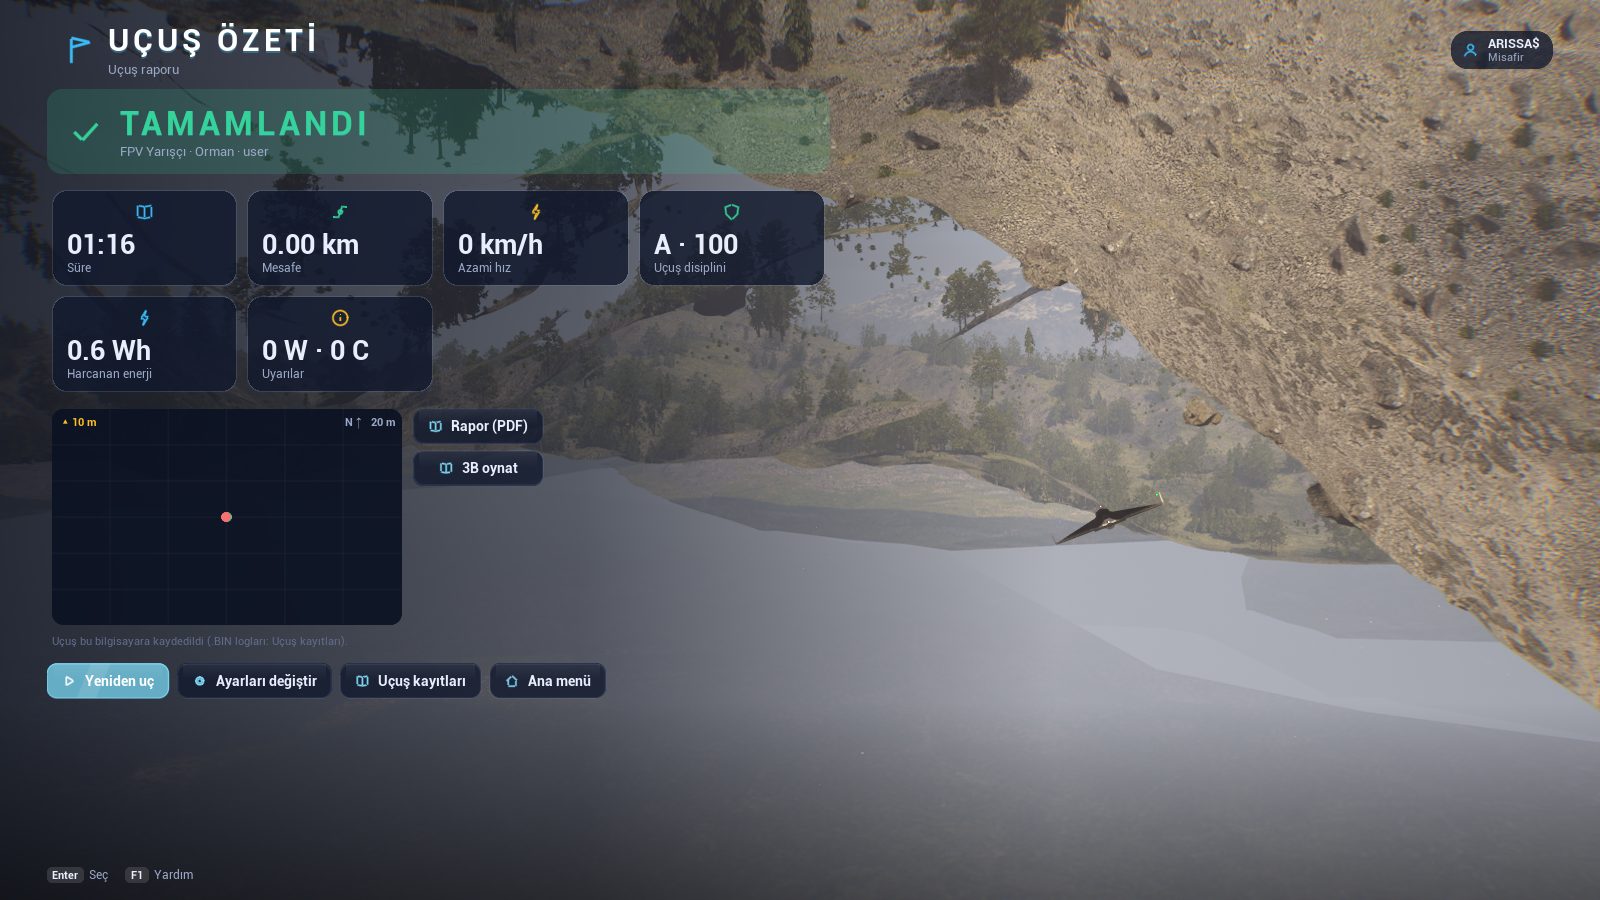 UÇUŞ ÖZETİ
Uçuş raporu
ARISSA$
Misafir
TAMAMLANDI
FPV Yarışçı · Orman · user
01:16
Süre
0.00 km
Mesafe
0 km/h
Azami hız
A · 100
Uçuş disiplini
0.6 Wh
Harcanan enerji
0 W · 0 C
Uyarılar
▲ 10 m
N ↑ 20 m
Rapor (PDF)
3B oynat
Uçuş bu bilgisayara kaydedildi (.BIN logları: Uçuş kayıtları).
Yeniden uç
Ayarları değiştir
Uçuş kayıtları
Ana menü
Enter Seç F1 Yardım